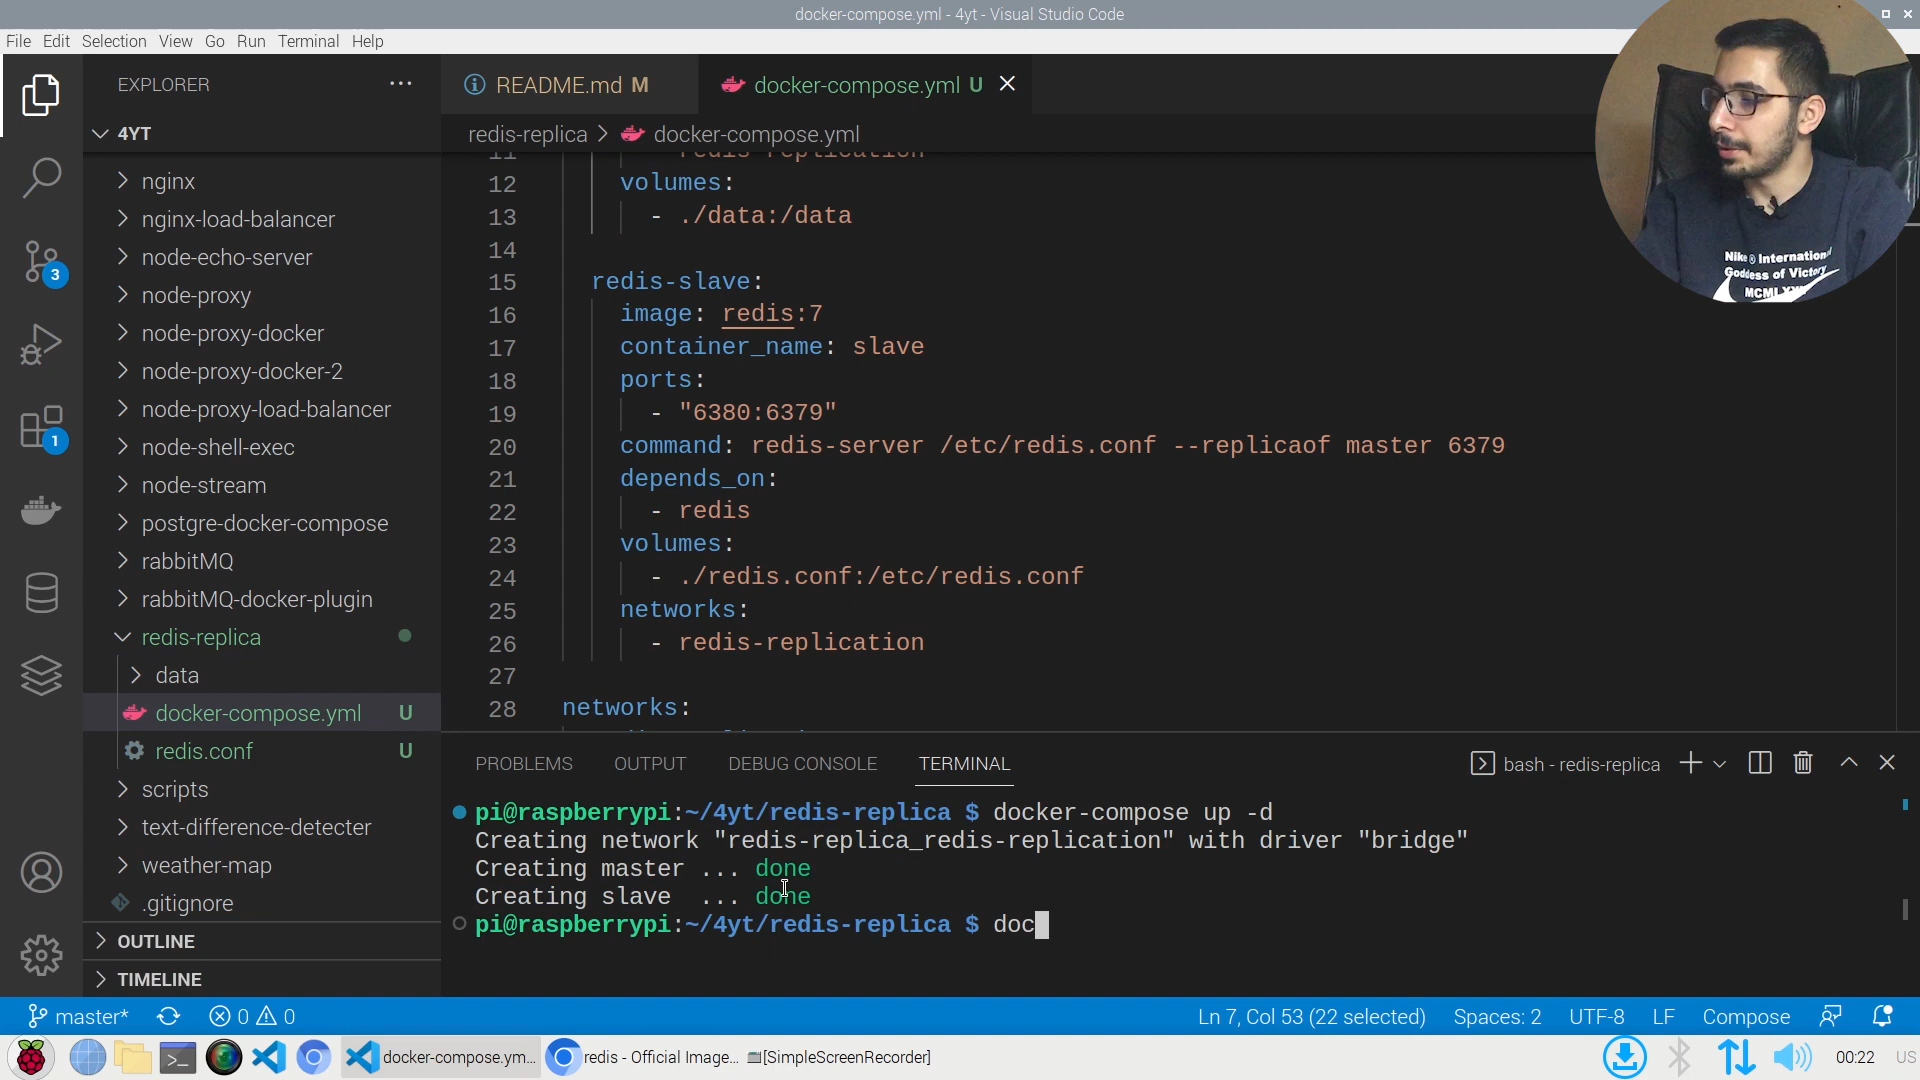 docker-compose.yml - 4yt - Visual Studio Code
File Edit Selection View Go Run Terminal Help
EXPLORER
README.md M
docker-compose.yml U
4YT
redis-replica > docker-compose.yml
nginx
nginx-load-balancer
node-echo-server
node-proxy
node-proxy-docker
node-proxy-docker-2
node-proxy-load-balancer
node-shell-exec
node-stream
postgre-docker-compose
rabbitMQ
rabbitMQ-docker-plugin
redis-replica
data
docker-compose.yml U
redis.conf U
scripts
text-difference-detecter
weather-map
.gitignore
OUTLINE
TIMELINE
3
1
11 redis-replication
12 volumes:
13 - ./data:/data
14
15 redis-slave:
16 image: redis:7
17 container_name: slave
18 ports:
19 - "6380:6379"
20 command: redis-server /etc/redis.conf --replicaof master 6379
21 depends_on:
22 - redis
23 volumes:
24 - ./redis.conf:/etc/redis.conf
25 networks:
26 - redis-replication
27
28 networks:
Nike® International
Goddess of Victory
PROBLEMS OUTPUT DEBUG CONSOLE TERMINAL
bash - redis-replica
pi@raspberrypi:~/4yt/redis-replica $ docker-compose up -d
Creating network "redis-replica_redis-replication" with driver "bridge"
Creating master ... done
Creating slave ... done
pi@raspberrypi:~/4yt/redis-replica $ doc
master* 0 0
Ln 7, Col 53 (22 selected) Spaces: 2 UTF-8 LF Compose
docker-compose.ym... redis - Official Image... [SimpleScreenRecorder]
00:22 US